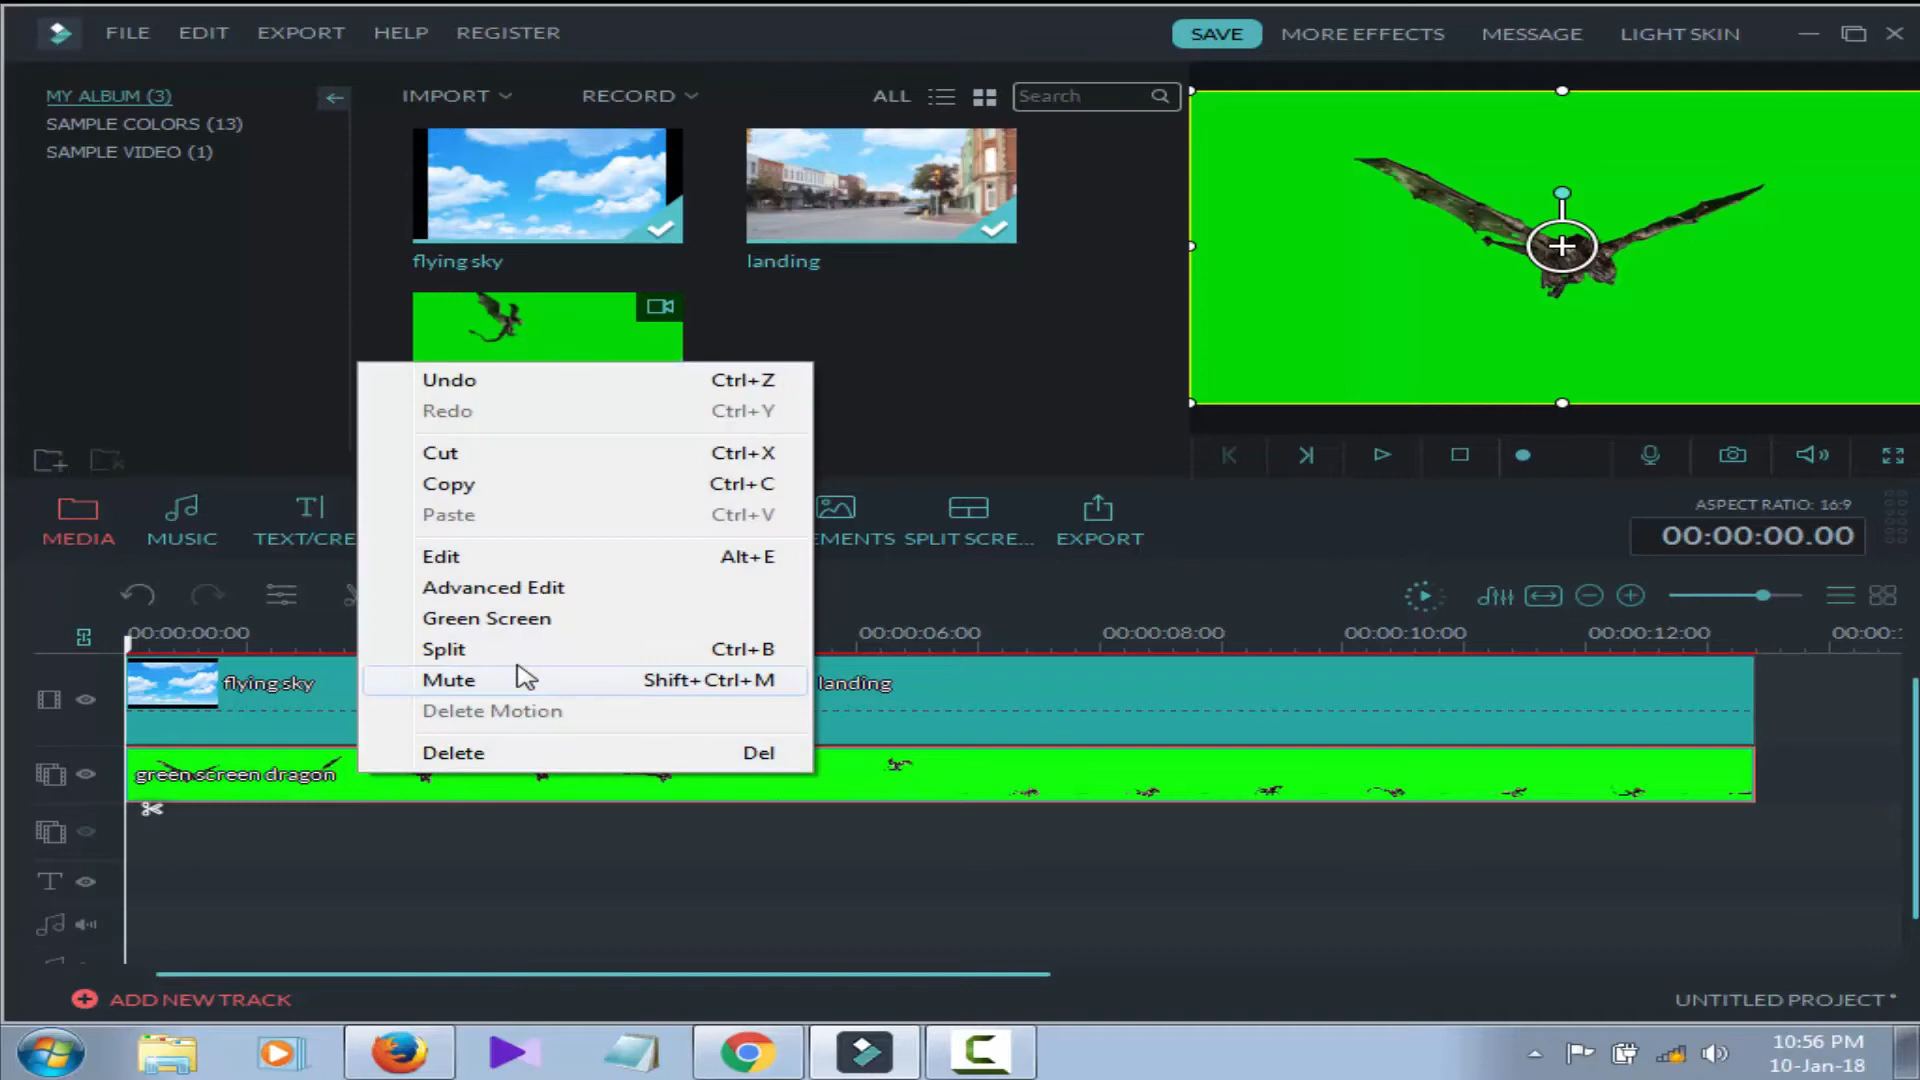 FILE EDIT EXPORT HELP REGISTER SAVE MORE EFFECTS MESSAGE LIGHT SKIN
MY ALBUM (3)
SAMPLE COLORS (13)
SAMPLE VIDEO (1)
IMPORT RECORD ALL Search
flying sky landing
Undo Ctrl+Z
Redo Ctrl+Y
Cut Ctrl+X
Copy Ctrl+C
Paste Ctrl+V
Edit Alt+E
Advanced Edit
Green Screen
Split Ctrl+B
Mute Shift+Ctrl+M
Delete Motion
Delete Del
MEDIA MUSIC TEXT/CRE EMENTS SPLIT SCRE... EXPORT
ASPECT RATIO: 16:9
00:00:00.00
00:00:00:00 00:00:06:00 00:00:08:00 00:00:10:00 00:00:12:00 00:00:1
flying sky landing
green screen dragon
ADD NEW TRACK UNTITLED PROJECT *
10:56 PM
10-Jan-18